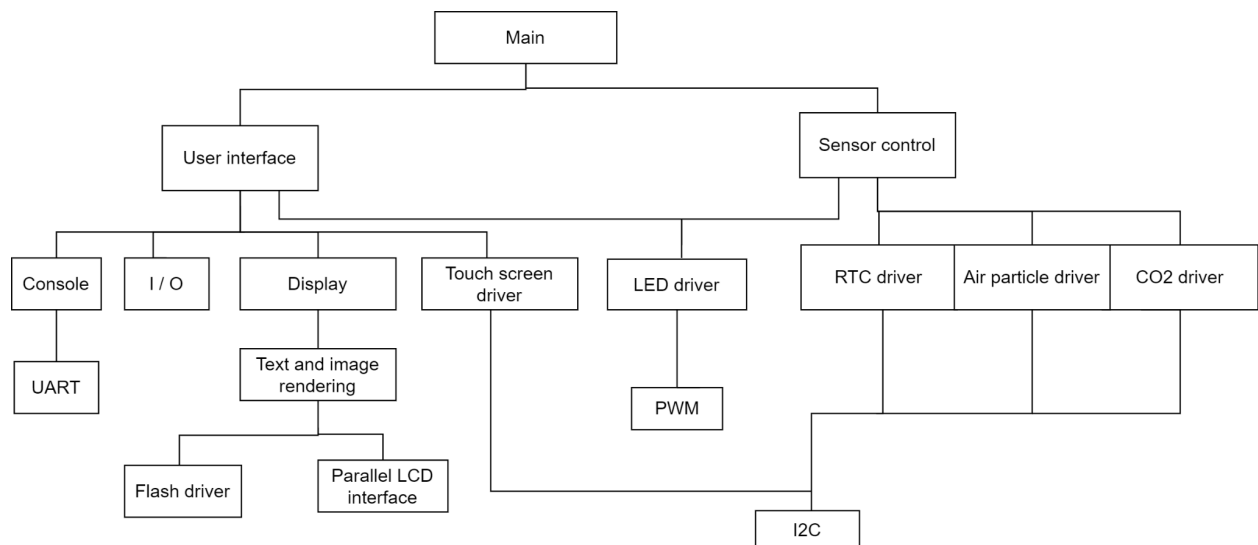 Main
User interface
Sensor control
Console
I / O
Display
Touch screen
driver
LED driver
RTC driver
Air particle driver
CO2 driver
UART
Text and image
rendering
PWM
Flash driver
Parallel LCD
interface
I2C